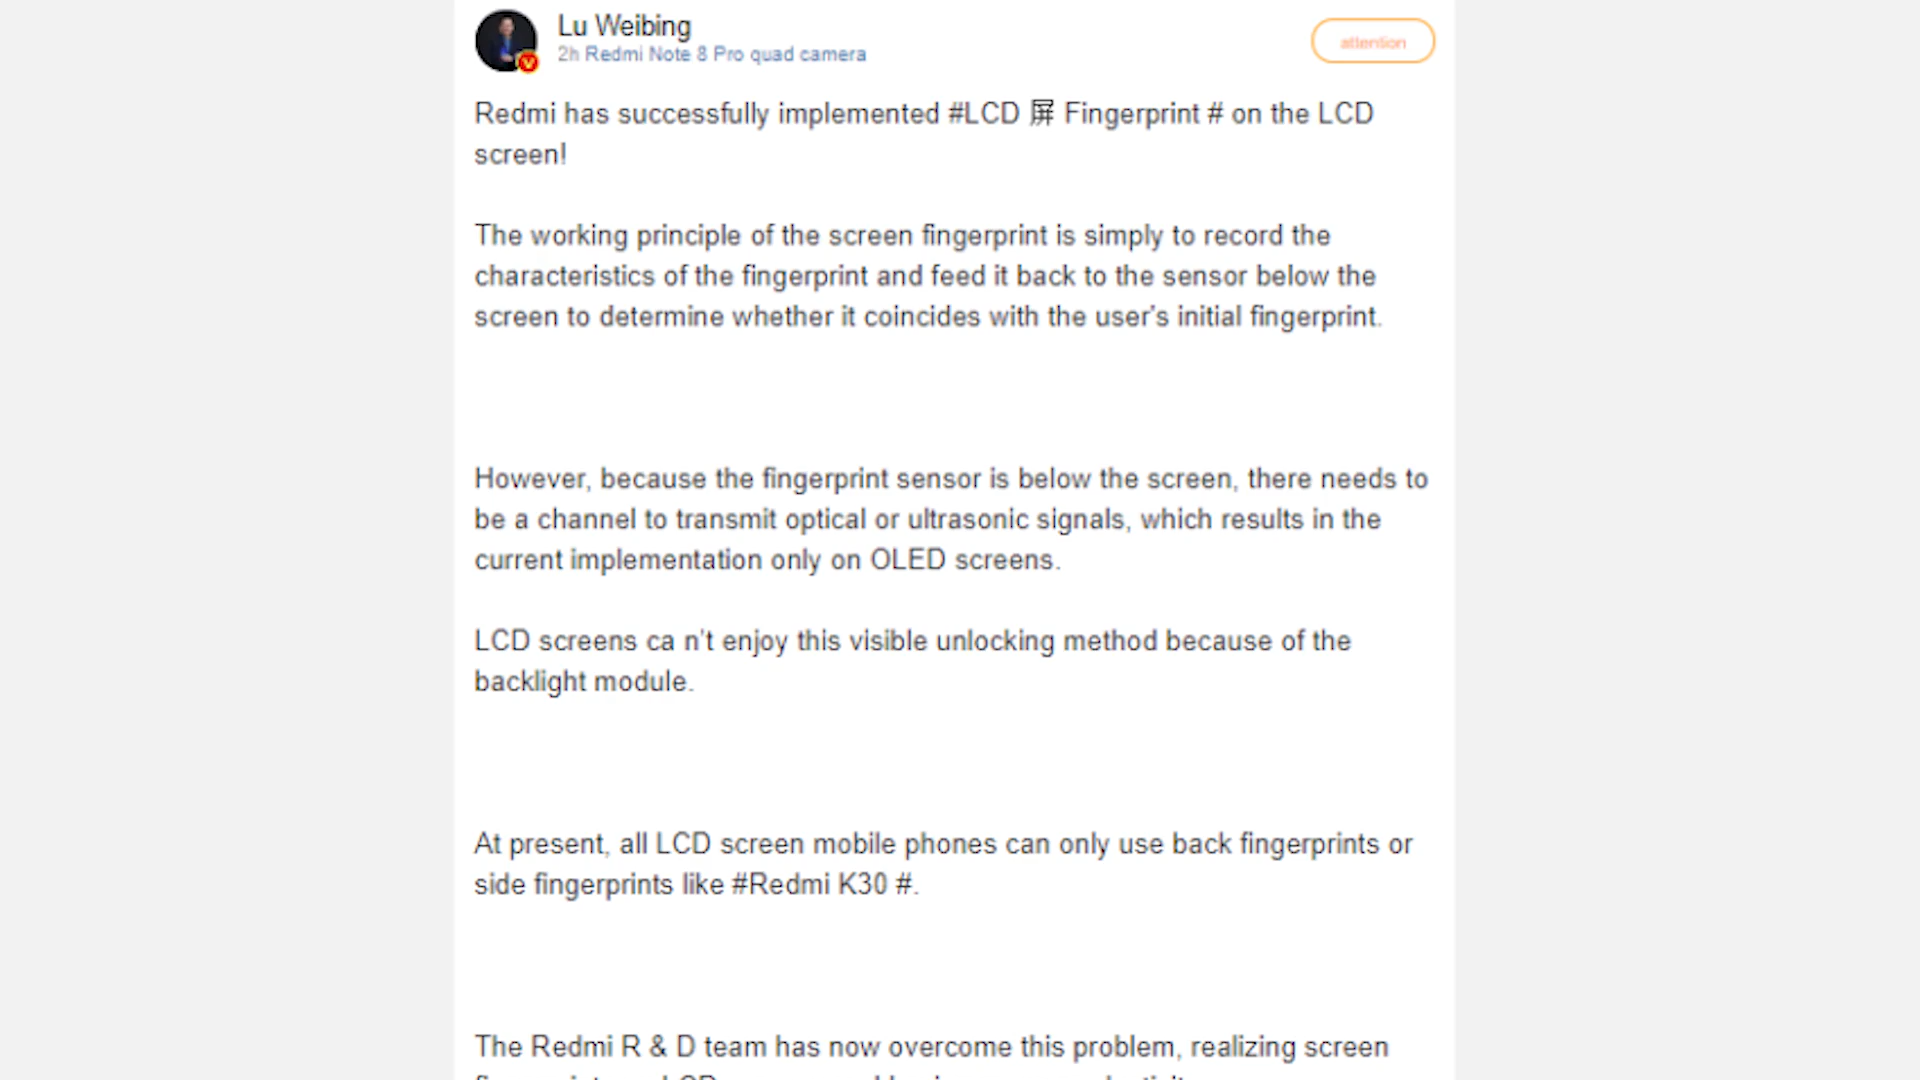 Lu Weibing
2h Redmi Note 8 Pro quad camera
attention
Redmi has successfully implemented #LCD 屏 Fingerprint # on the LCD
screen!
The working principle of the screen fingerprint is simply to record the
characteristics of the fingerprint and feed it back to the sensor below the
screen to determine whether it coincides with the user's initial fingerprint.
However, because the fingerprint sensor is below the screen, there needs to
be a channel to transmit optical or ultrasonic signals, which results in the
current implementation only on OLED screens.
LCD screens ca n't enjoy this visible unlocking method because of the
backlight module.
At present, all LCD screen mobile phones can only use back fingerprints or
side fingerprints like #Redmi K30 #.
The Redmi R & D team has now overcome this problem, realizing screen